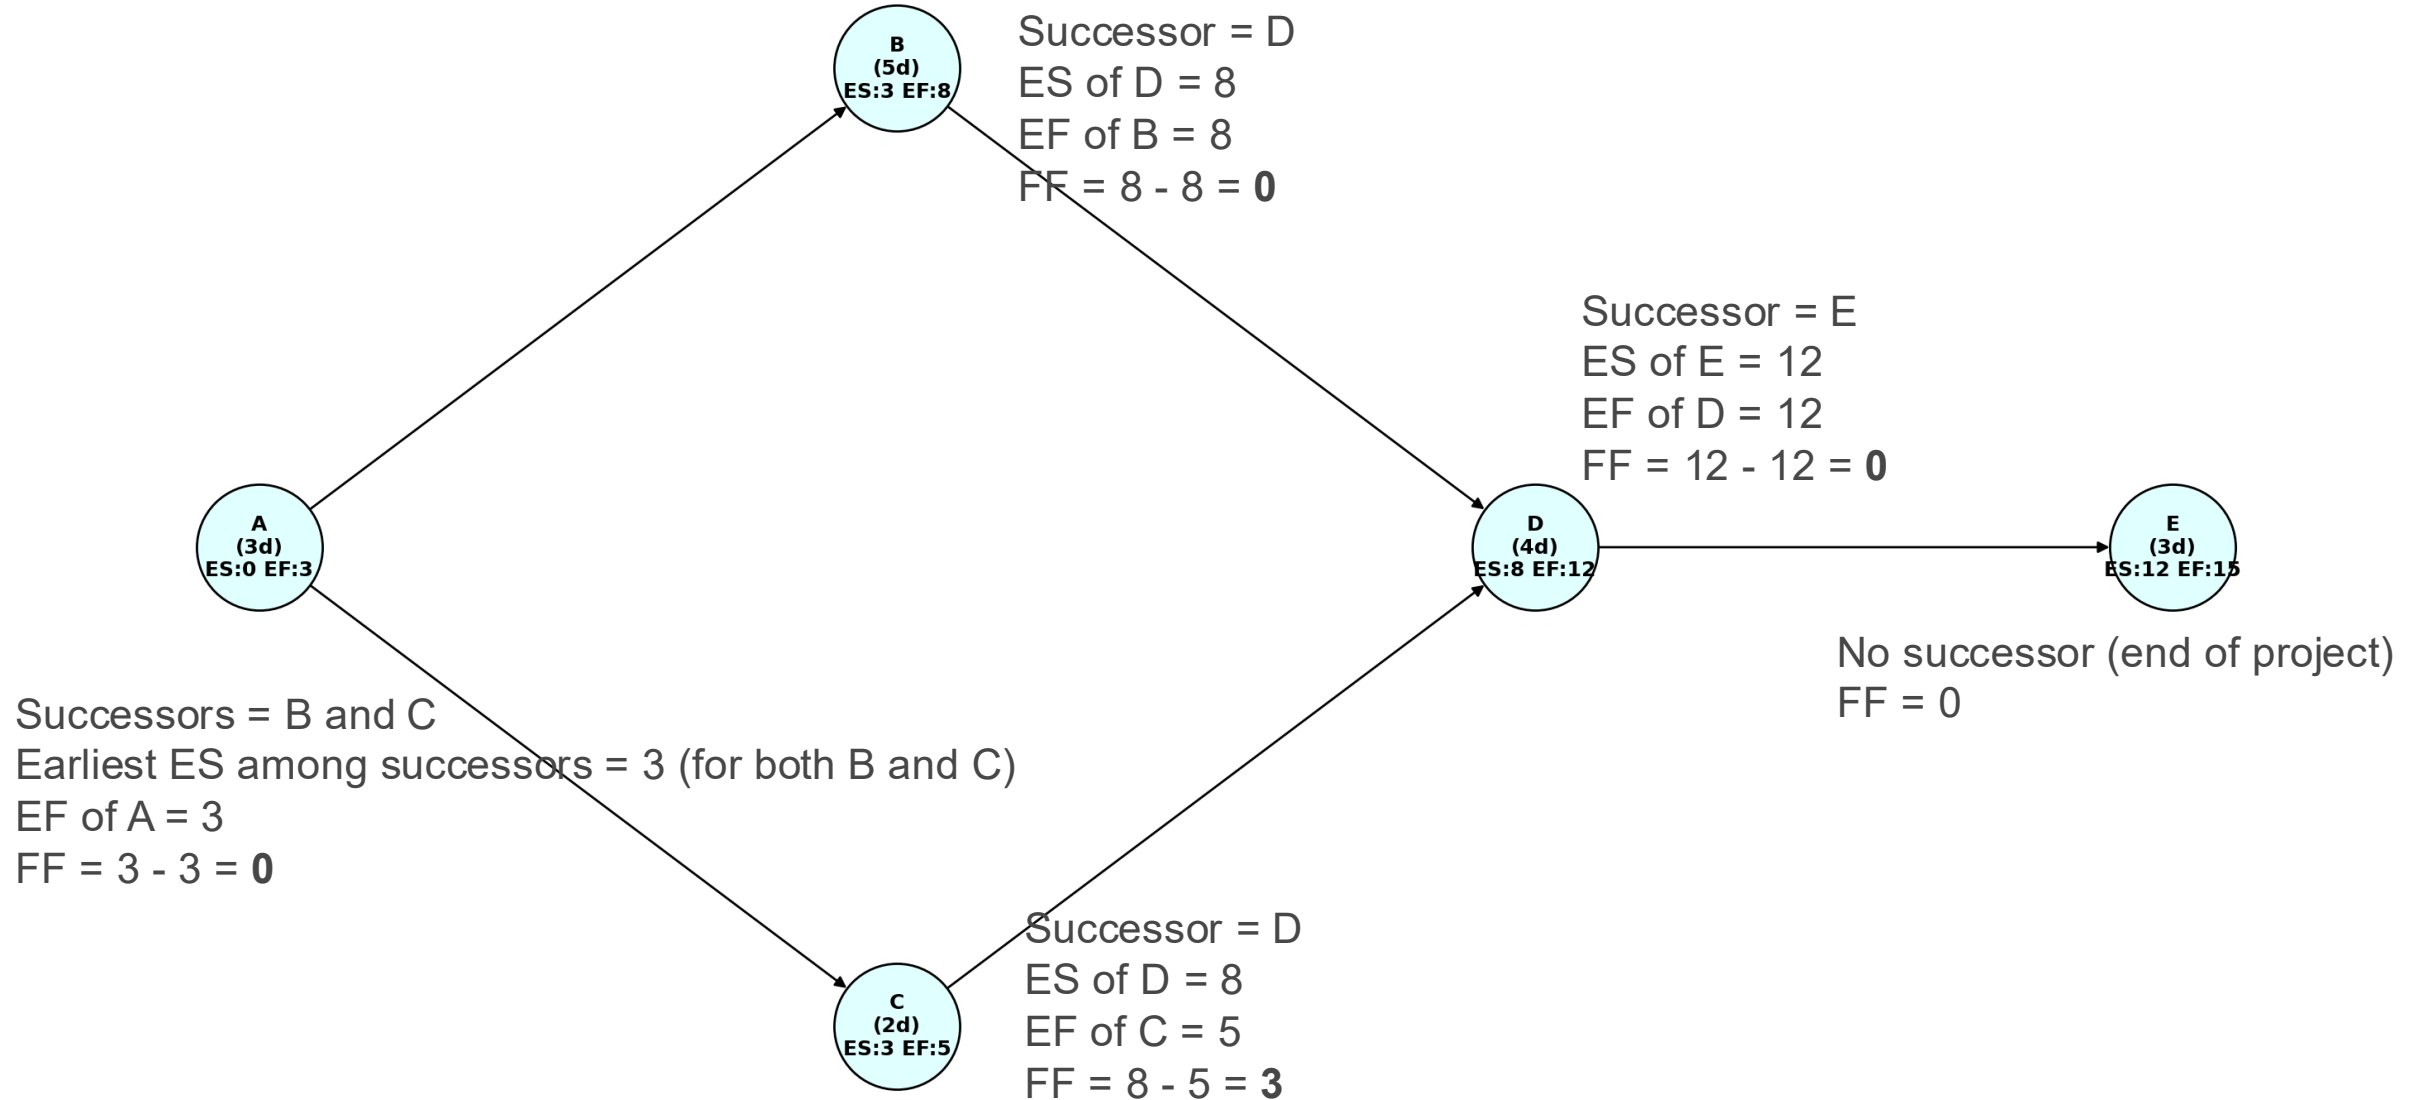 B
(5d)
ES:3 EF:8
Successor = D
ES of D = 8
EF of B = 8
FF = 8 - 8 = 0
Successor = E
ES of E = 12
EF of D = 12
FF = 12 - 12 = 0
A
(3d)
ES:0 EF:3
D
(4d)
ES:8 EF:12
E
(3d)
ES:12 EF:15
No successor (end of project)
FF = 0
Successors = B and C
Earliest ES among successors = 3 (for both B and C)
EF of A = 3
FF = 3 - 3 = 0
C
(2d)
ES:3 EF:5
Successor = D
ES of D = 8
EF of C = 5
FF = 8 - 5 = 3